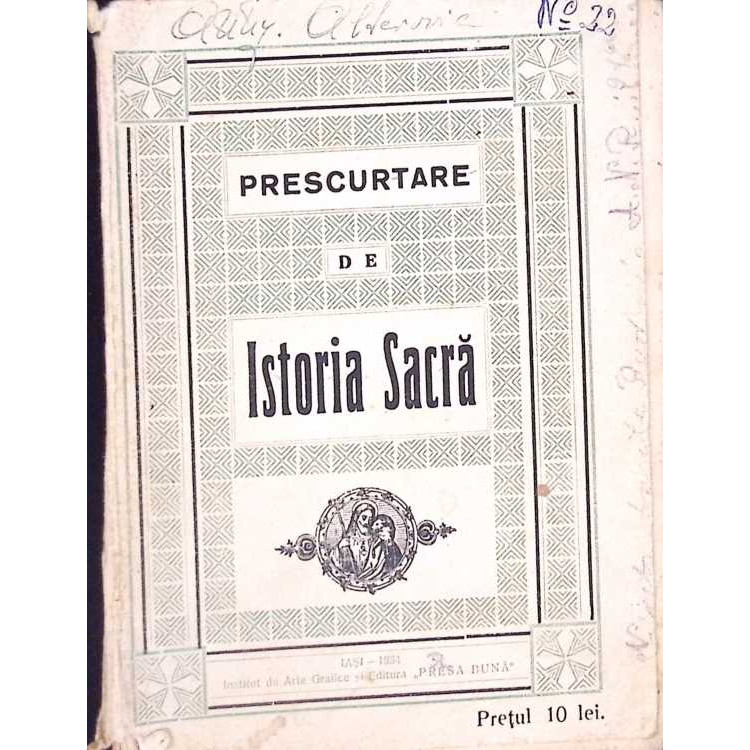 Nº 22
PRESCURTARE
DE
Istoria Sacră
IAȘI — 1934
Institut de Arte Grafice și Editura „PRESA BUNĂ"
Prețul 10 lei.